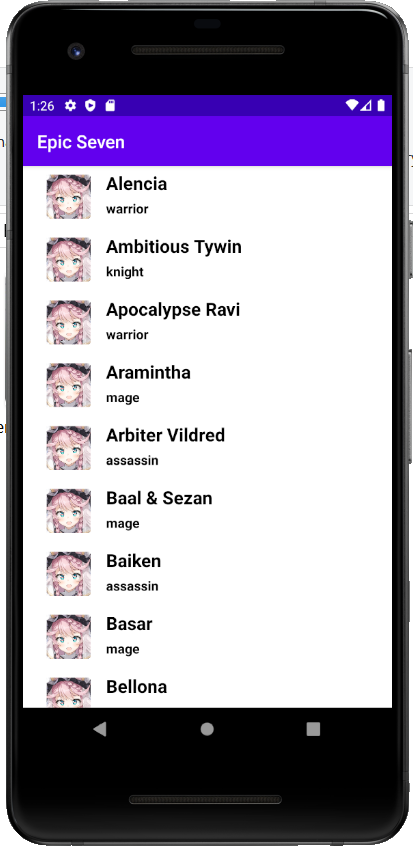 1:26
Epic Seven
Alencia
warrior
Ambitious Tywin
knight
Apocalypse Ravi
warrior
Aramintha
mage
Arbiter Vildred
assassin
Baal & Sezan
mage
Baiken
assassin
Basar
mage
Bellona